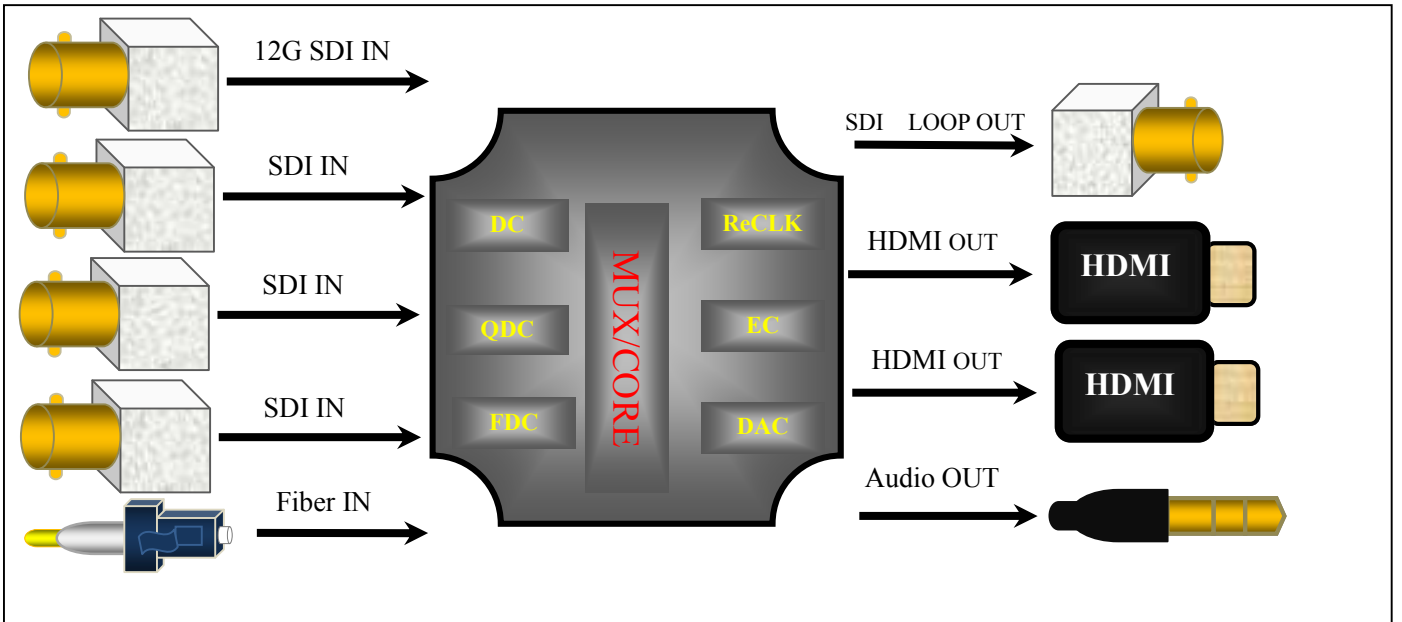 12G SDI IN
SDI IN
SDI IN
SDI IN
Fiber IN
DC
QDC
FDC
MUX/CORE
ReCLK
EC
DAC
SDI LOOP OUT
HDMI OUT
HDMI OUT
Audio OUT
HDMI
HDMI